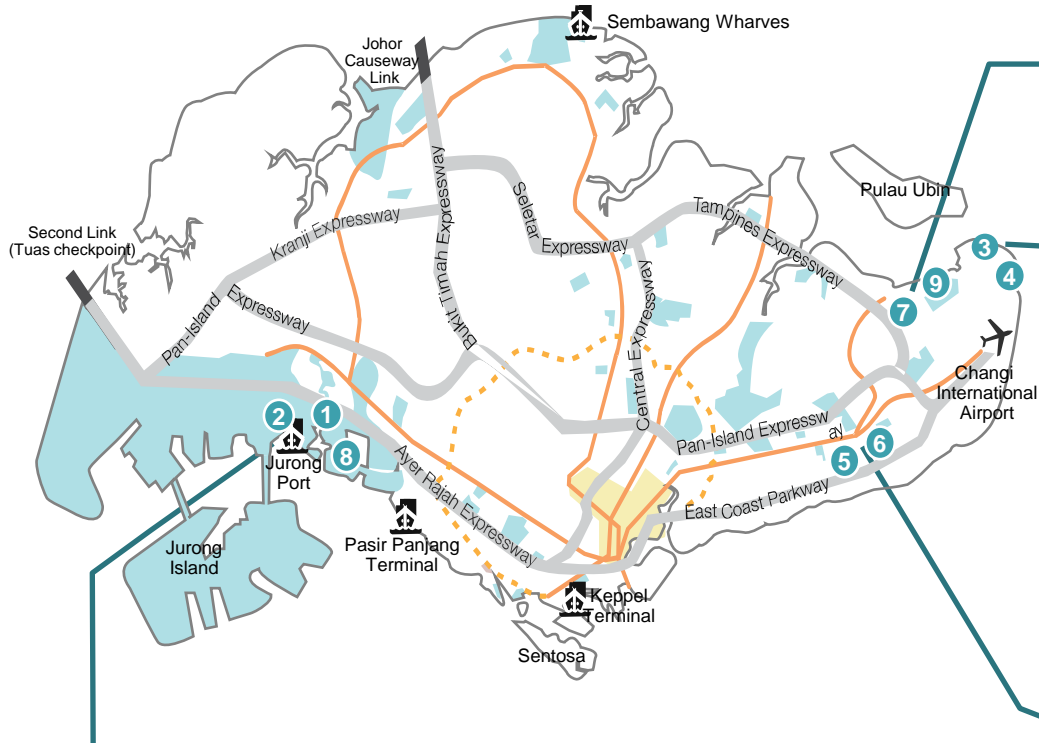 Sembawang Wharves
Johor
Causeway
Link
Pulau Ubin
Seletar
Expressway
Tampines Expressway
Kranji Expressway
Bukit Timah Expressway
Second Link
(Tuas checkpoint)
3
4
9
7
Pan-Island
Expressway
Central Expressway
Changi
International
Airport
2
1
8
Jurong
Port
Pan-Island Expressw
ay
6
5
Ayer Rajah Expressway
East Coast Parkway
Pasir Panjang
Terminal
Jurong
Island
Keppel
Terminal
Sentosa